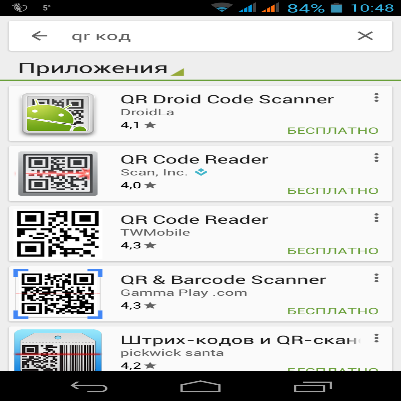 5° 84% 10:48
qr код
Приложения
QR Droid Code Scanner
DroidLa
4,1
БЕСПЛАТНО
QR Code Reader
Scan, Inc.
4,0
БЕСПЛАТНО
QR Code Reader
TWMobile
4,3
БЕСПЛАТНО
QR & Barcode Scanner
Gamma Play .com
4,3
БЕСПЛАТНО
Штрих-кодов и QR-скан
pickwick santa
4,2
БЕСПЛАТНО